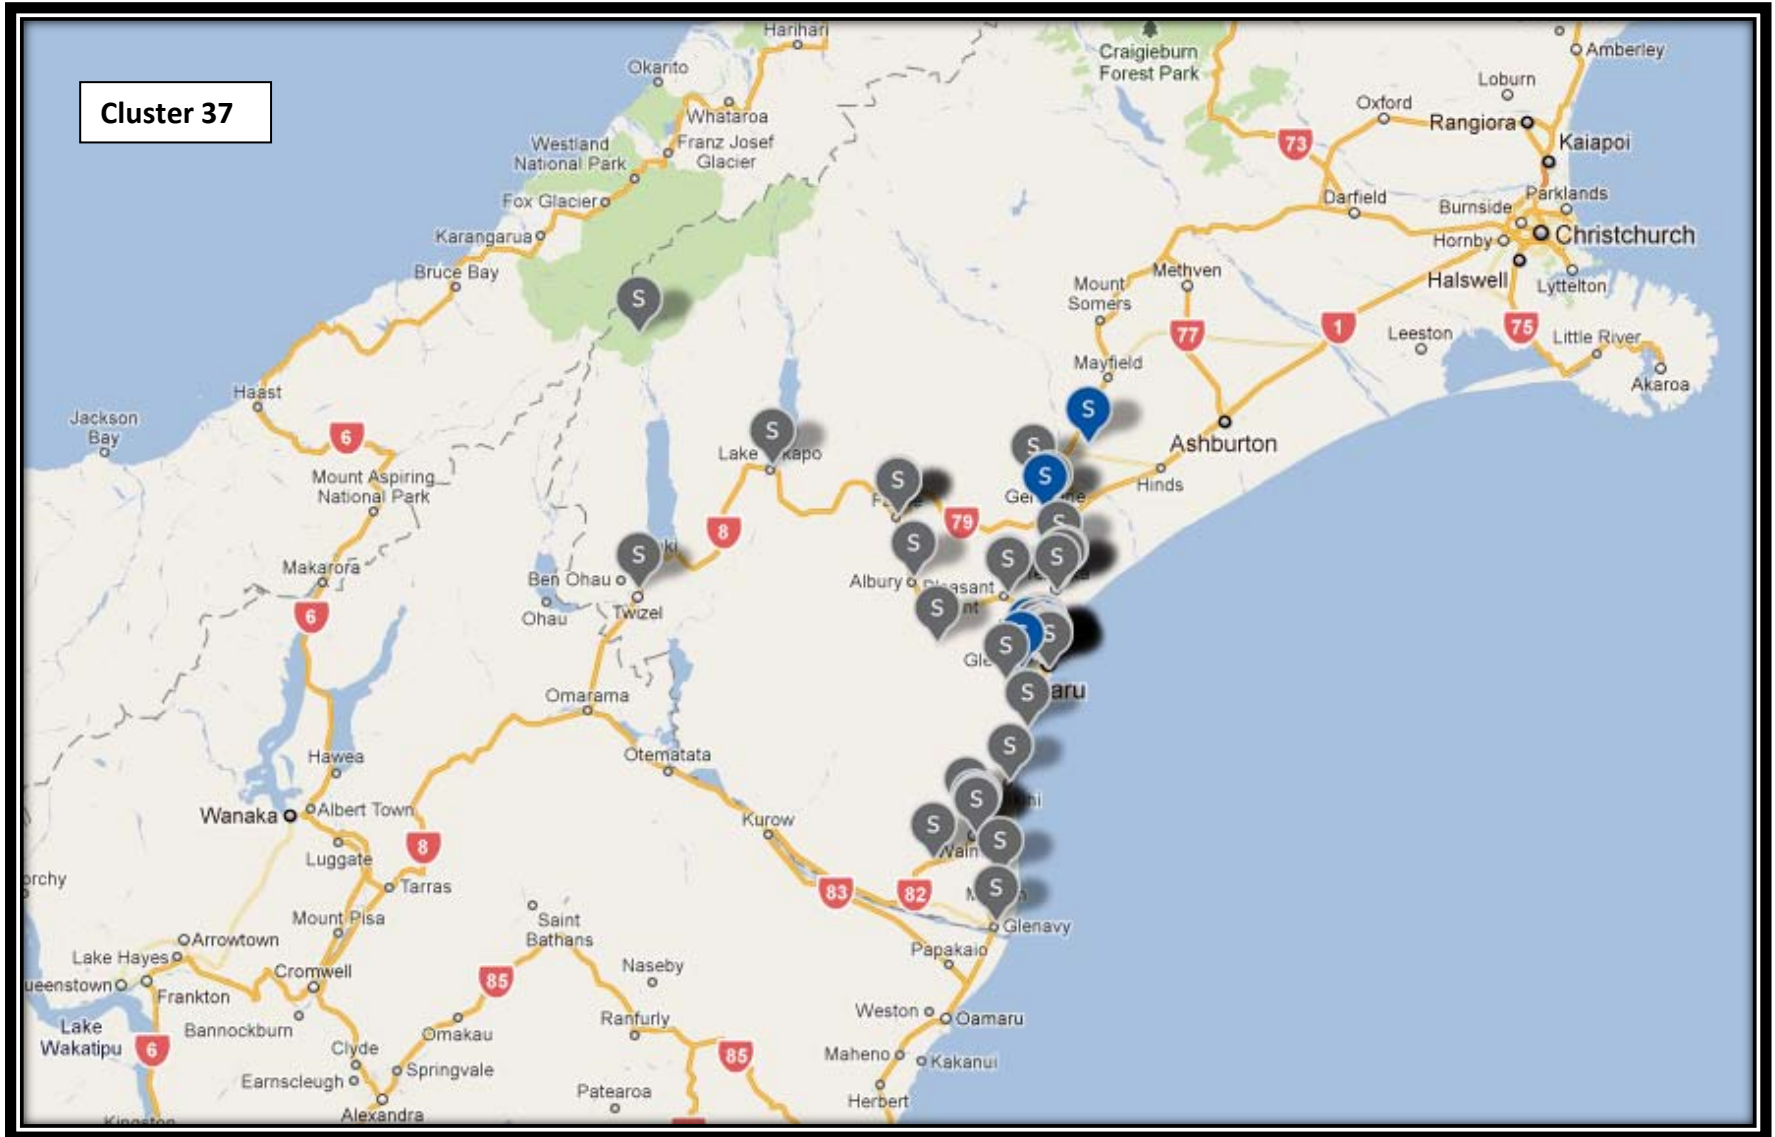 Cluster 37
Harihari
Okarito
Whataroa
Franz Josef
Glacier
Westland
National Park
Fox Glacier
Karangarua
Bruce Bay
Haast
Jackson
Bay
6
Mount Aspiring
National Park
Makarora
6
Craigieburn
Forest Park
Amberley
Loburn
Oxford
Rangiora
Kaiapoi
73
Darfield
Parklands
Burnside
Christchurch
Hornby
Halswell
Lyttelton
Methven
Mount
Somers
77
1
Leeston
75
Little River
Akaroa
Mayfield
S
S
Ashburton
Hinds
S
S
S
S
S
Lake
kapo
S
79
8
S
S
S
S
Ben Ohau
Twizel
Ohau
Albury
S
S
S
S
aru
S
Omarama
Otematata
Hawea
Wanaka
Albert Town
Luggate
8
Tarras
Kurow
S
S
S
S
83
82
S
Glenavy
Papakaio
Mount Pisa
Saint
Bathans
Arrowtown
Lake Hayes
Cromwell
85
Naseby
Frankton
Bannockburn
Omakau
Ranfurly
Weston
Oamaru
Lake
Wakatipu
6
Clyde
Springvale
85
Maheno
Kakanui
Earnscleugh
Alexandra
Patearoa
Herbert